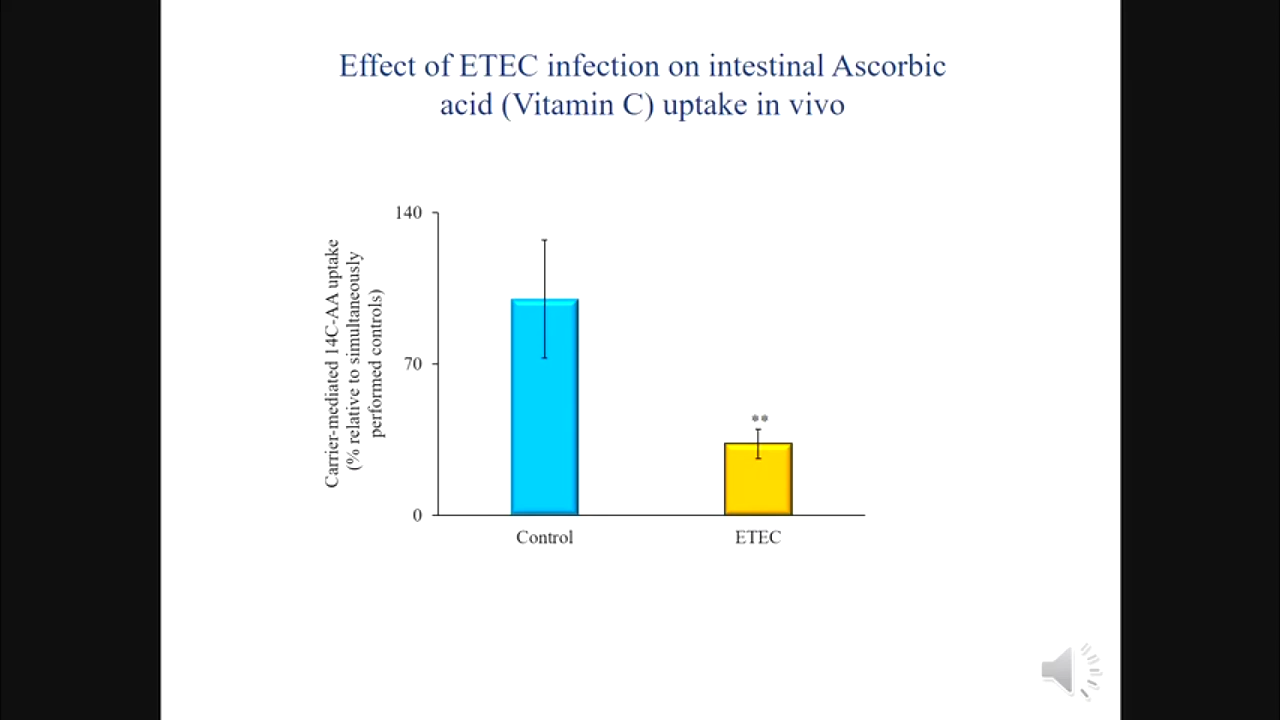 Effect of ETEC infection on intestinal Ascorbic
acid (Vitamin C) uptake in vivo
Carrier-mediated 14C-AA uptake
(% relative to simultaneously
performed controls)
140
70
0
**
Control
ETEC